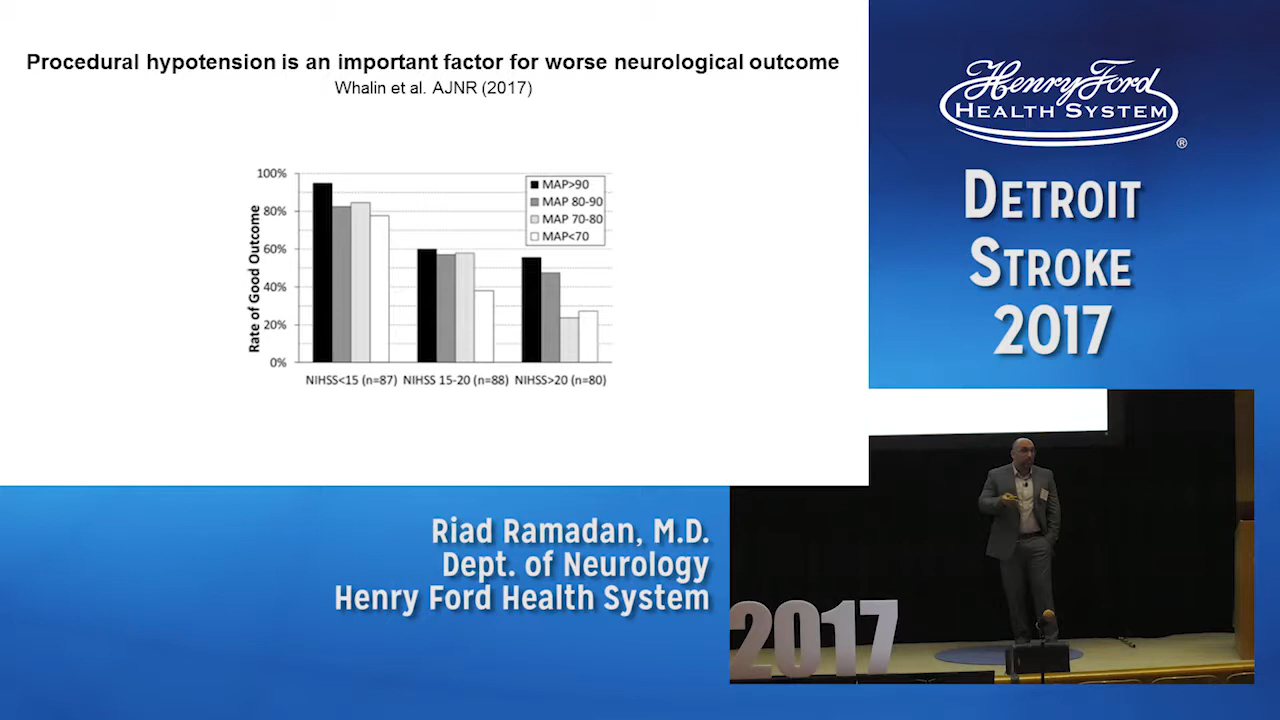 Procedural hypotension is an important factor for worse neurological outcome
Whalin et al. AJNR (2017)
Rate of Good Outcome
100%
80%
60%
40%
20%
0%
MAP>90
MAP 80-90
MAP 70-80
MAP<70
NIHSS<15 (n=87) NIHSS 15-20 (n=88) NIHSS>20 (n=80)
Henry Ford
HEALTH SYSTEM
®
DETROIT
STROKE
2017
Riad Ramadan, M.D.
Dept. of Neurology
Henry Ford Health System
2017